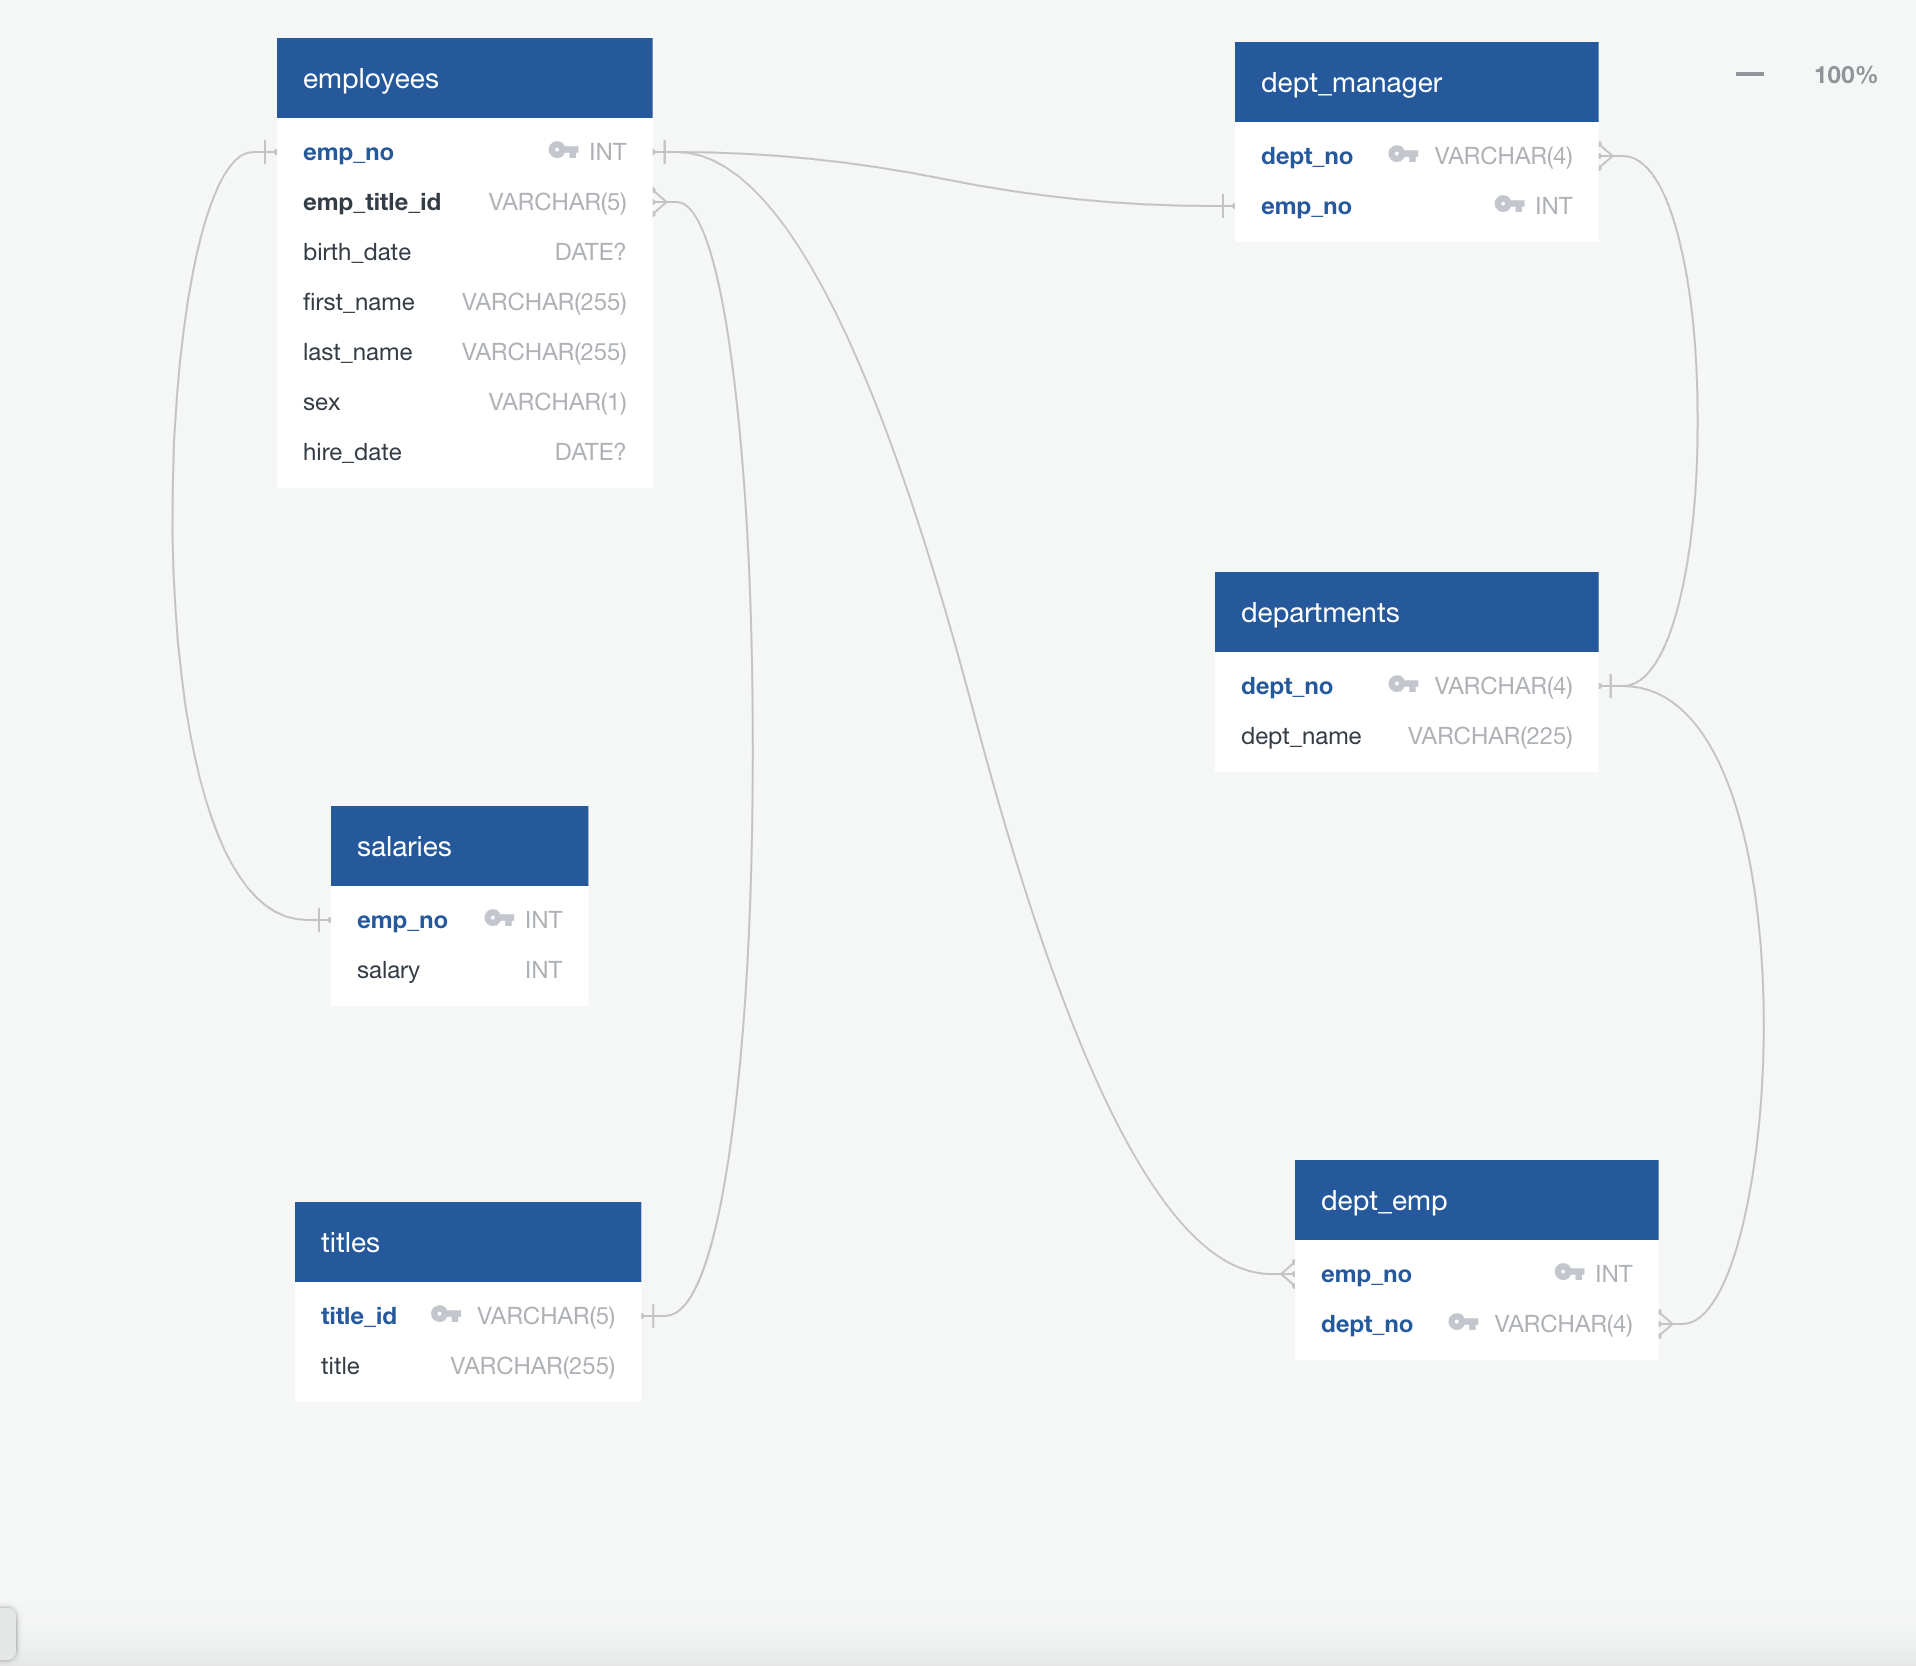 employees
emp_no INT
emp_title_id VARCHAR(5)
birth_date DATE?
first_name VARCHAR(255)
last_name VARCHAR(255)
sex VARCHAR(1)
hire_date DATE?
dept_manager
dept_no VARCHAR(4)
emp_no INT
100%
departments
dept_no VARCHAR(4)
dept_name VARCHAR(225)
salaries
emp_no INT
salary INT
titles
title_id VARCHAR(5)
title VARCHAR(255)
dept_emp
emp_no INT
dept_no VARCHAR(4)